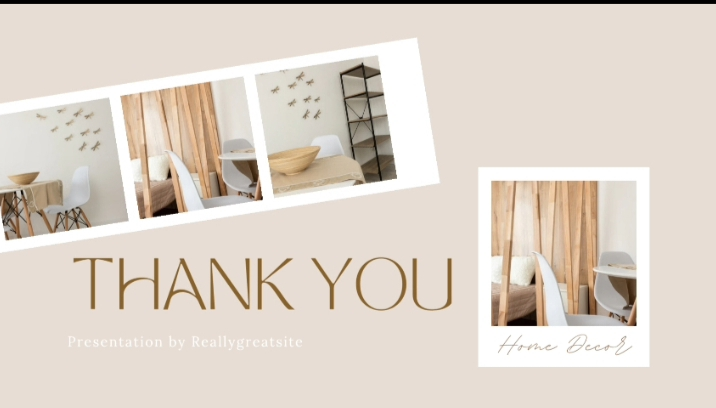 THANK YOU
Presentation by Reallygreatsite
Home Decor